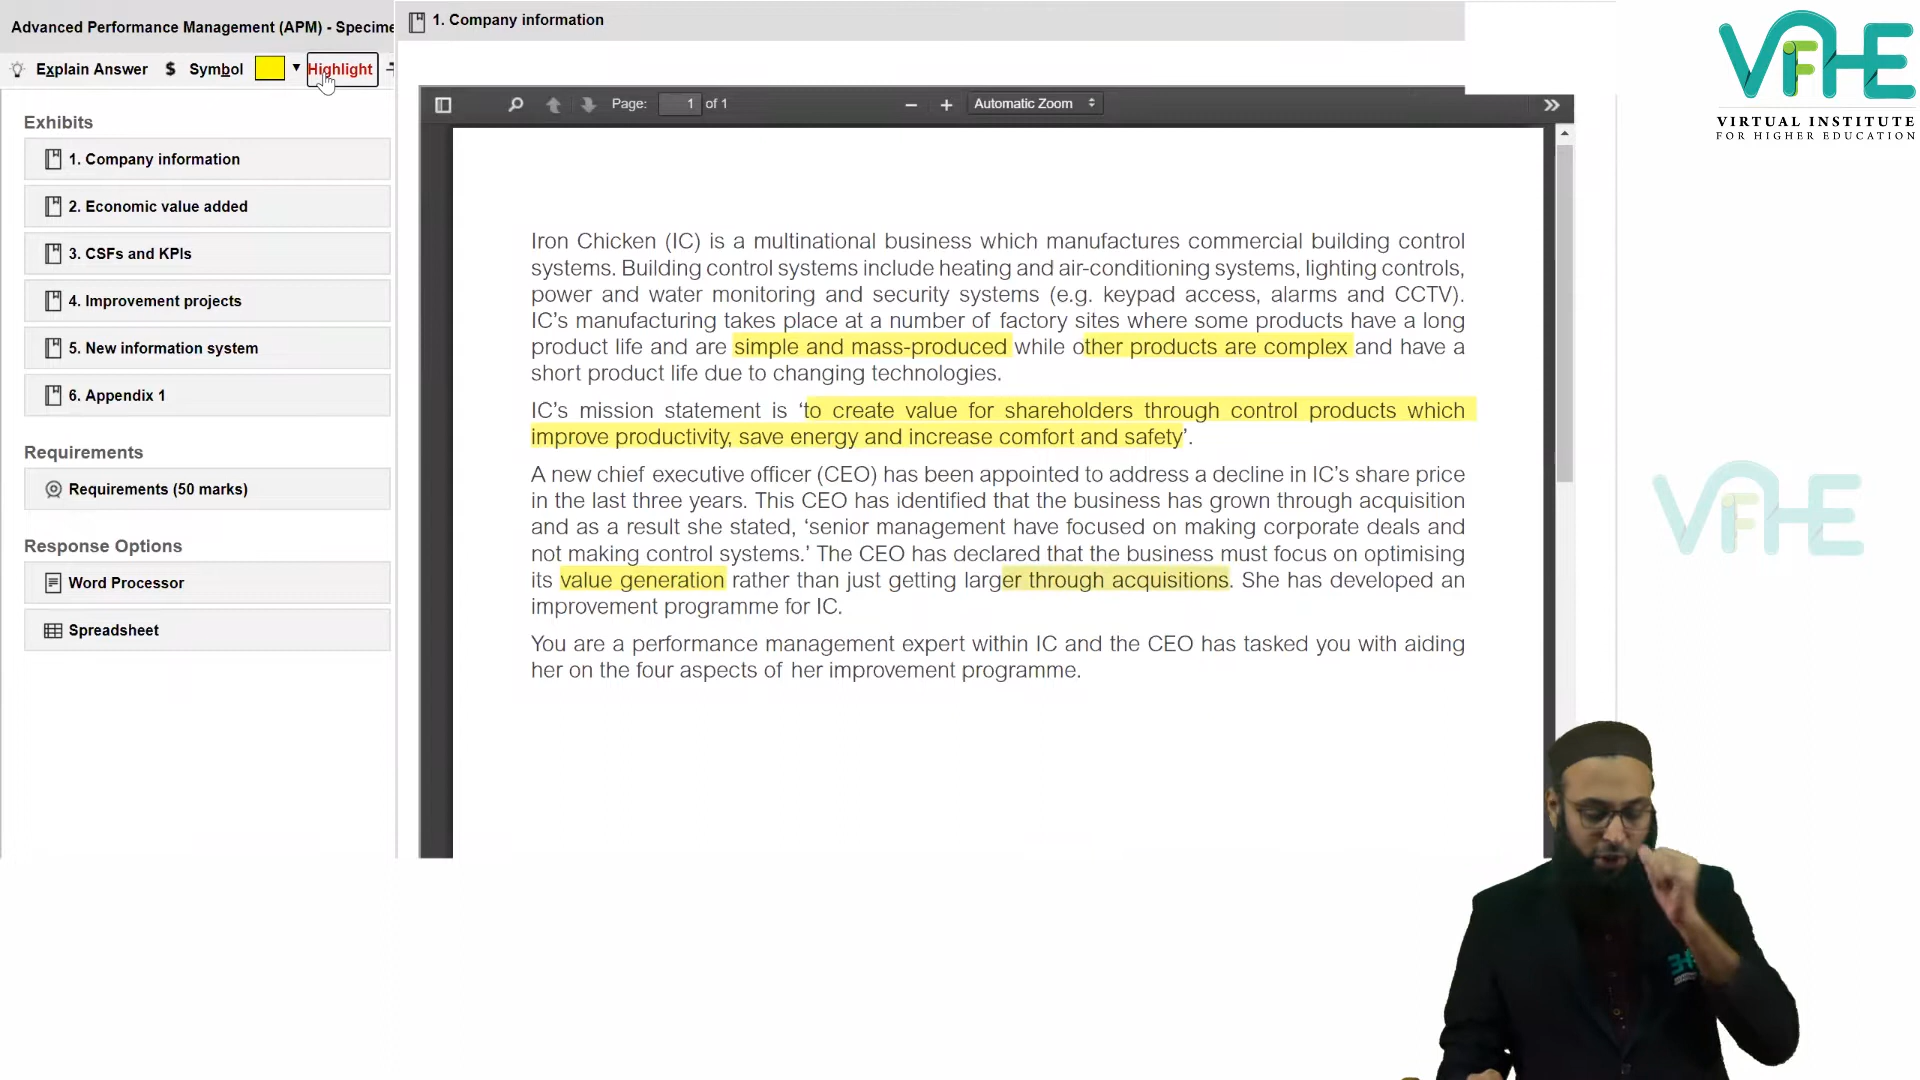 Advanced Performance Management (APM) - Specime
1. Company information
Explain Answer $ Symbol Highlight
Page: 1 of 1
Automatic Zoom
VIRTUAL INSTITUTE
FOR HIGHER EDUCATION
Exhibits
1. Company information
2. Economic value added
3. CSFs and KPIs
4. Improvement projects
5. New information system
6. Appendix 1
Requirements
Requirements (50 marks)
Response Options
Word Processor
Spreadsheet
Iron Chicken (IC) is a multinational business which manufactures commercial building control
systems. Building control systems include heating and air-conditioning systems, lighting controls,
power and water monitoring and security systems (e.g. keypad access, alarms and CCTV).
IC’s manufacturing takes place at a number of factory sites where some products have a long
product life and are simple and mass-produced while other products are complex and have a
short product life due to changing technologies.
IC’s mission statement is ‘to create value for shareholders through control products which
improve productivity, save energy and increase comfort and safety’.
A new chief executive officer (CEO) has been appointed to address a decline in IC’s share price
in the last three years. This CEO has identified that the business has grown through acquisition
and as a result she stated, ‘senior management have focused on making corporate deals and
not making control systems.’ The CEO has declared that the business must focus on optimising
its value generation rather than just getting larger through acquisitions. She has developed an
improvement programme for IC.
You are a performance management expert within IC and the CEO has tasked you with aiding
her on the four aspects of her improvement programme.